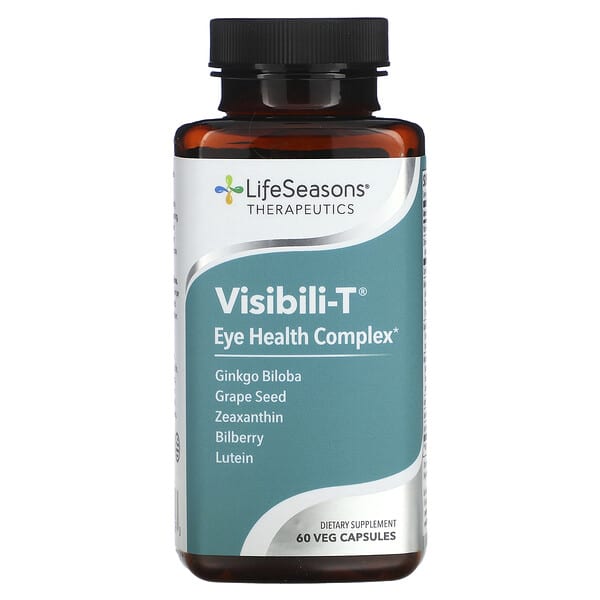 LifeSeasons®
THERAPEUTICS
Visibili-T®
Eye Health Complex*
Ginkgo Biloba
Grape Seed
Zeaxanthin
Bilberry
Lutein
DIETARY SUPPLEMENT
60 VEG CAPSULES